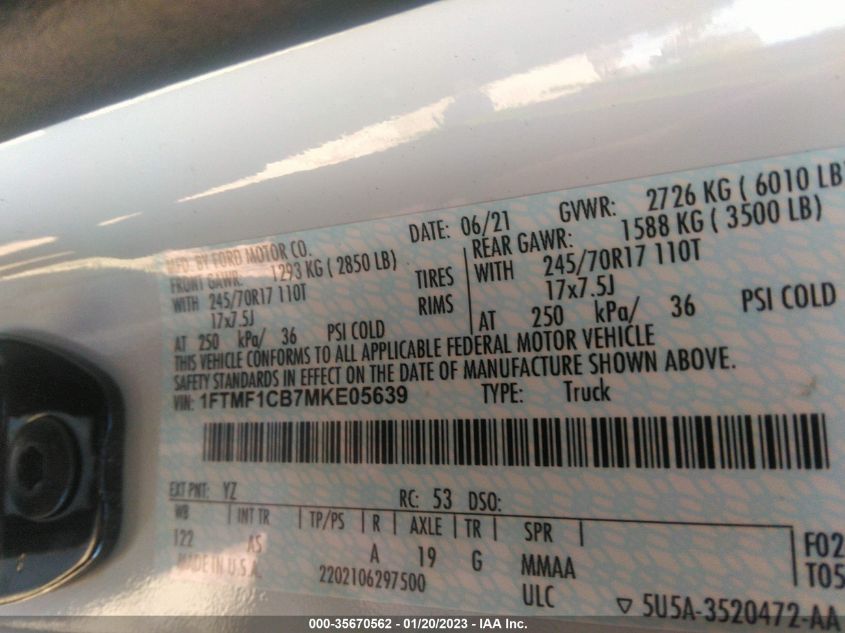 MFD. BY FORD MOTOR CO.
DATE: 06/21 GVWR: 2726 KG ( 6010 LB
FRONT GAWR: 1293 KG ( 2850 LB) REAR GAWR: 1588 KG ( 3500 LB)
WITH 245/70R17 110T TIRES WITH 245/70R17 110T
17x7.5J RIMS 17x7.5J
AT 250 kPa/ 36 PSI COLD AT 250 kPa/ 36 PSI COLD
THIS VEHICLE CONFORMS TO ALL APPLICABLE FEDERAL MOTOR VEHICLE
SAFETY STANDARDS IN EFFECT ON THE DATE OF MANUFACTURE SHOWN ABOVE.
VIN: 1FTMF1CB7MKE05639 TYPE: Truck
EXT PNT: YZ RC: 53 DSO:
WB INT TR TP/PS R AXLE TR SPR
122 AS A 19 G MMAA F02
MADE IN U.S.A. 2202106297500 ULC T05
5U5A-3520472-AA
000-35670562 - 01/20/2023 - IAA Inc.